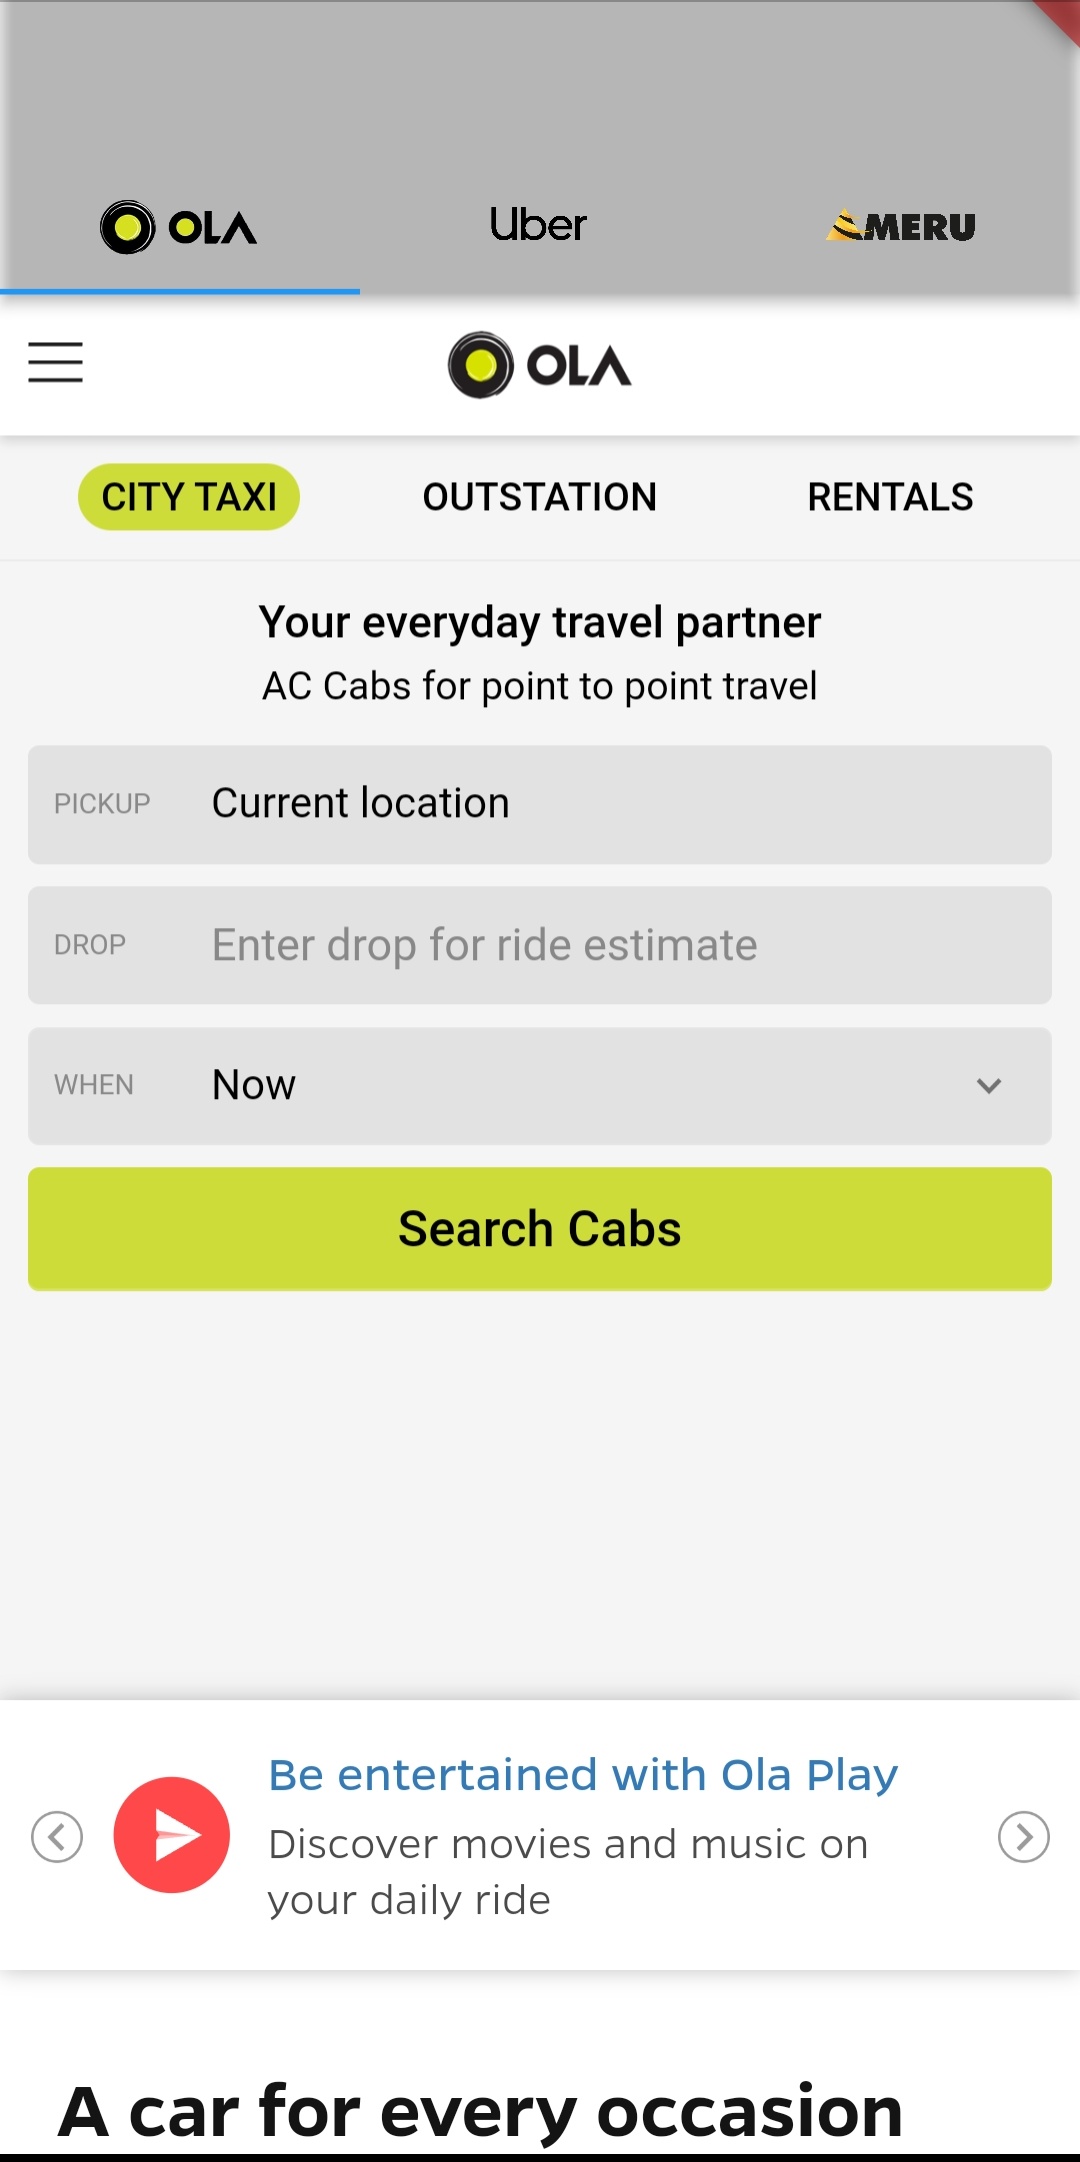 OLA
Uber
MERU
OLA
CITY TAXI
OUTSTATION
RENTALS
Your everyday travel partner
AC Cabs for point to point travel
PICKUP Current location
DROP Enter drop for ride estimate
WHEN Now
Search Cabs
Be entertained with Ola Play
Discover movies and music on
your daily ride
A car for every occasion